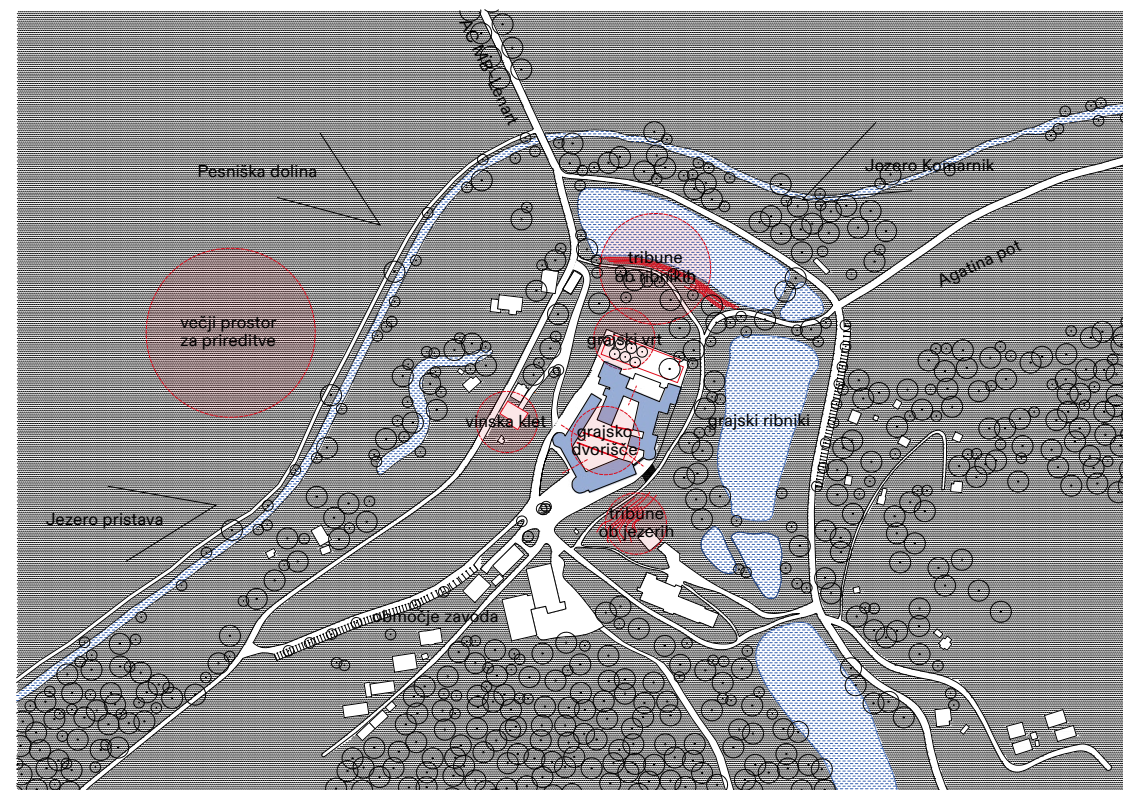 AC MB-Lenart
Pesniška dolina
Jozero Komarnik
Agatina pot
tribune
ob ribnikih
večji prostor
za prireditve
grajski vrt
vinska klet
grajsko
dvorišče
grajski ribniki
Jezero pristava
tribune
ob jezerih
območje zavoda